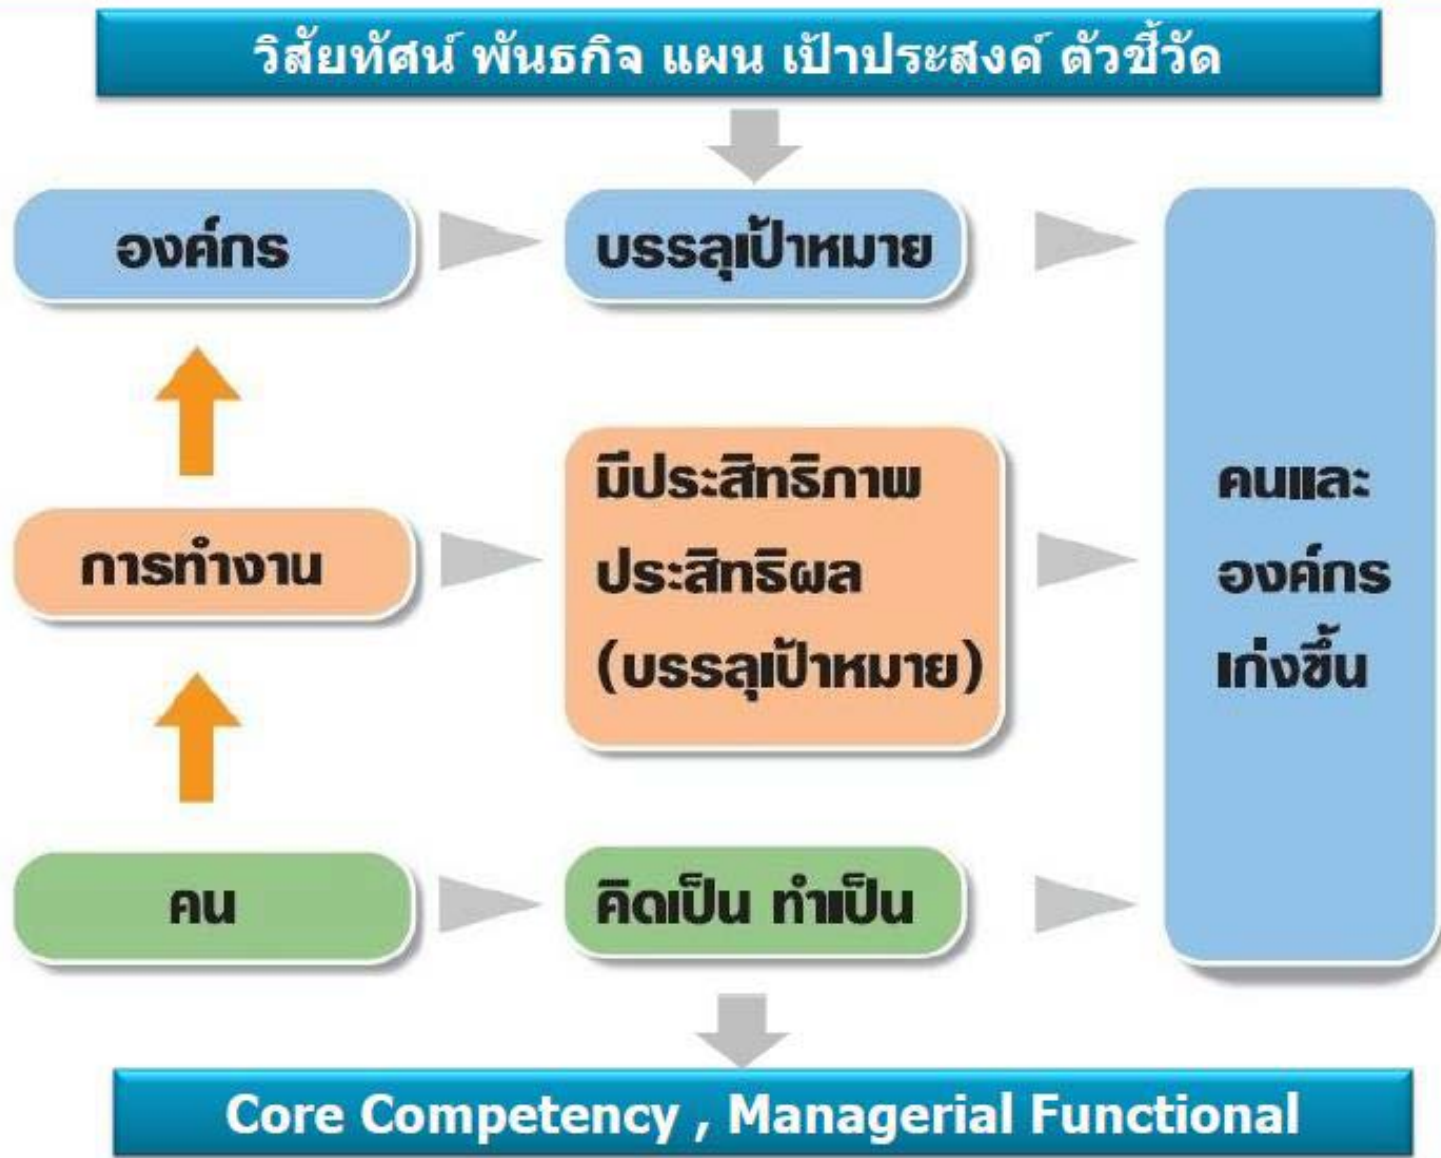 วิสัยทัศน์ พันธกิจ แผน เป้าประสงค์ ตัวชี้วัด
องค์กร
บรรลุเป้าหมาย
การทำงาน
มีประสิทธิภาพ
ประสิทธิผล
(บรรลุเป้าหมาย)
คนและ
องค์กร
เก่งขึ้น
คน
คิดเป็น ทำเป็น
Core Competency , Managerial Functional